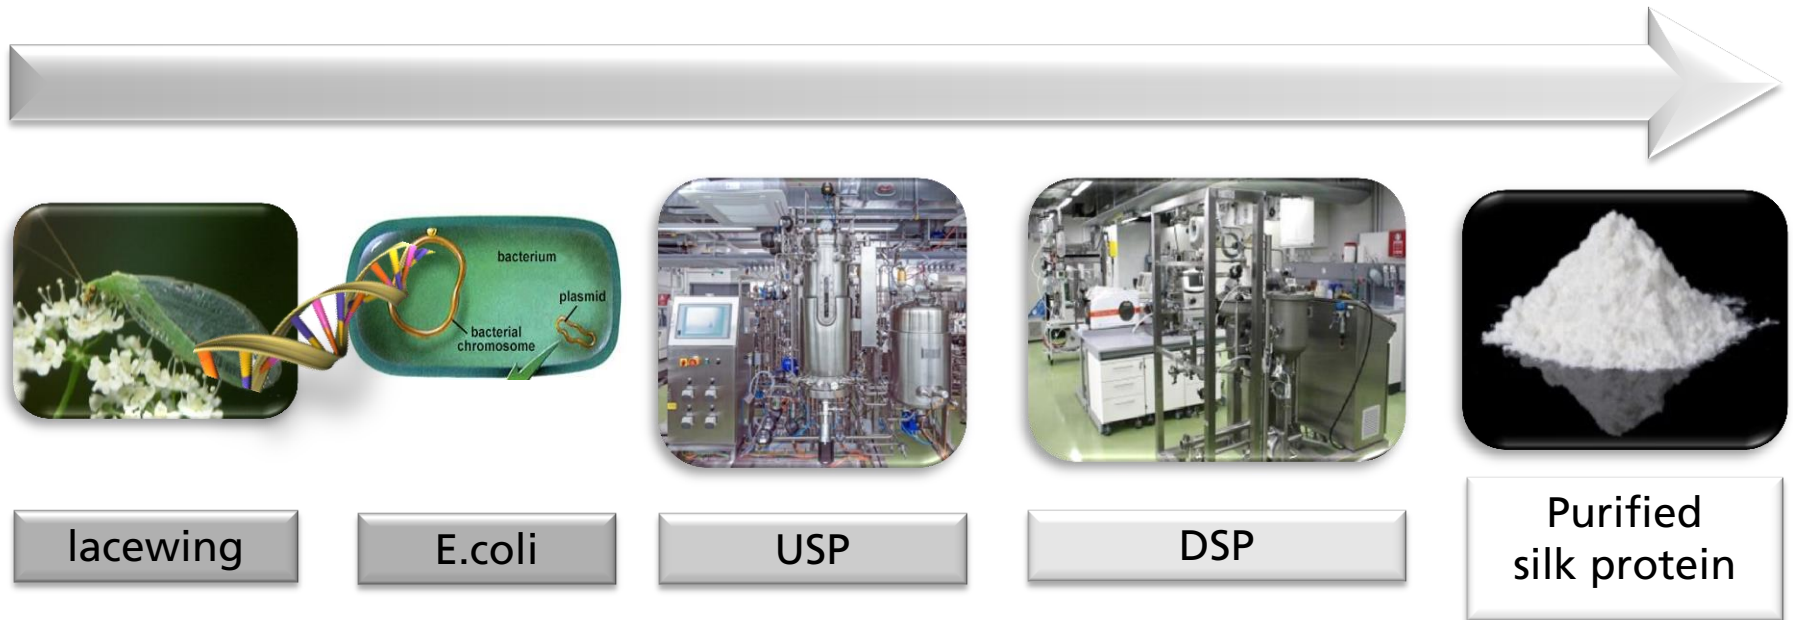 bacterium
plasmid
bacterial
chromosome
lacewing
E.coli
USP
DSP
Purified
silk protein